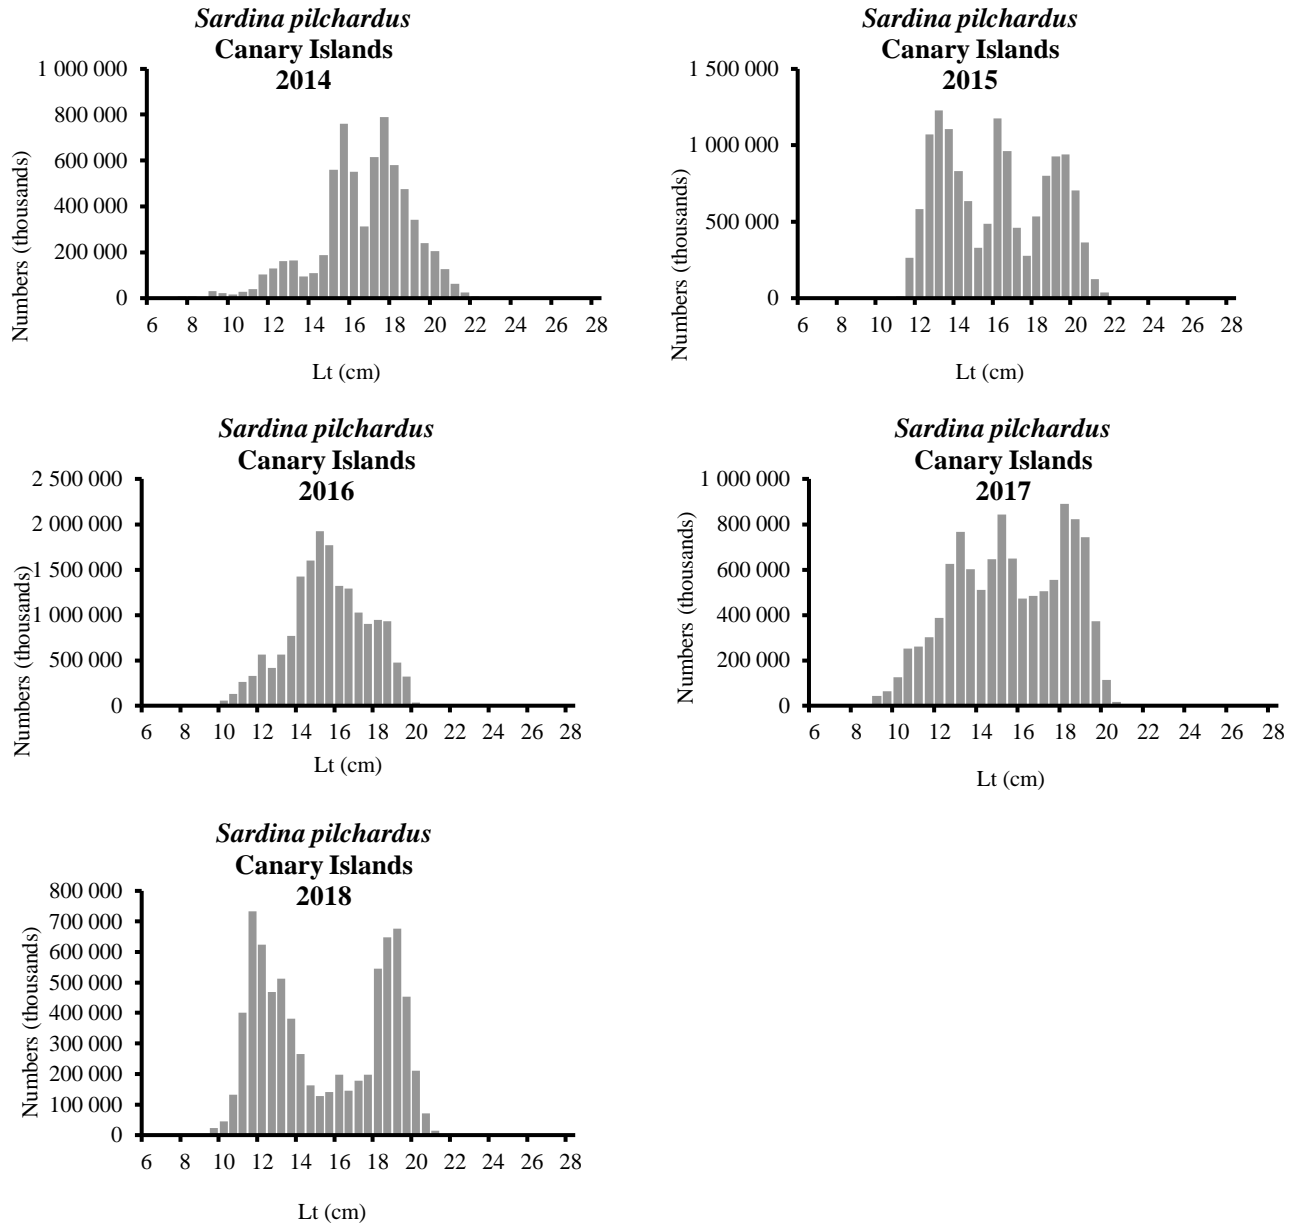 Sardina pilchardus
Canary Islands
2014
Numbers (thousands)
1 000 000
800 000
600 000
400 000
200 000
0
6 8 10 12 14 16 18 20 22 24 26 28
Lt (cm)
Sardina pilchardus
Canary Islands
2015
Numbers (thousands)
1 500 000
1 000 000
500 000
0
6 8 10 12 14 16 18 20 22 24 26 28
Lt (cm)
Sardina pilchardus
Canary Islands
2016
Numbers (thousands)
2 500 000
2 000 000
1 500 000
1 000 000
500 000
0
6 8 10 12 14 16 18 20 22 24 26 28
Lt (cm)
Sardina pilchardus
Canary Islands
2017
Numbers (thousands)
1 000 000
800 000
600 000
400 000
200 000
0
6 8 10 12 14 16 18 20 22 24 26 28
Lt (cm)
Sardina pilchardus
Canary Islands
2018
Numbers (thousands)
800 000
700 000
600 000
500 000
400 000
300 000
200 000
100 000
0
6 8 10 12 14 16 18 20 22 24 26 28
Lt (cm)